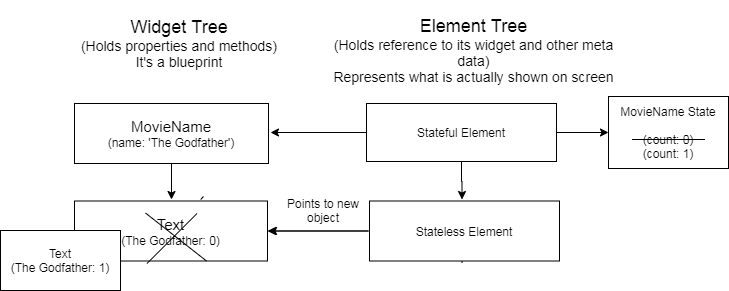 Widget Tree
(Holds properties and methods)
It's a blueprint
Element Tree
(Holds reference to its widget and other meta
data)
Represents what is actually shown on screen
MovieName
(name: 'The Godfather')
Stateful Element
MovieName State
(count: 0)
(count: 1)
Text
(The Godfather: 0)
Points to new
object
Stateless Element
Text
(The Godfather: 1)